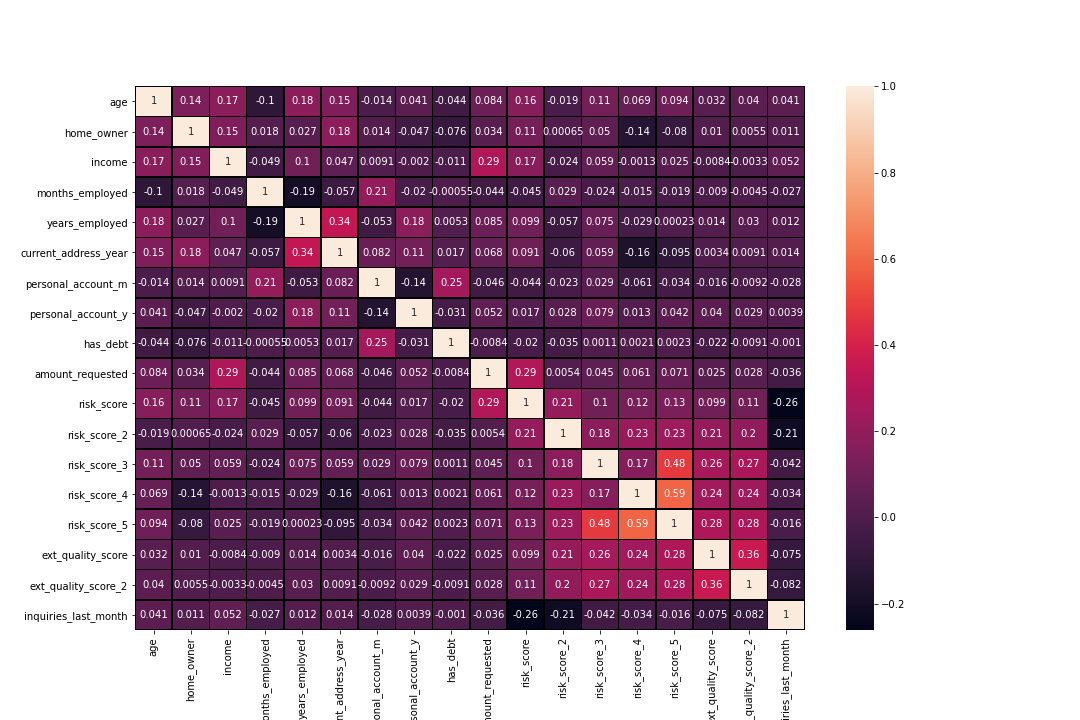 age 1 0.14 0.17 -0.1 0.18 0.15 -0.014 0.041 -0.044 0.084 0.16 -0.019 0.11 0.069 0.094 0.032 0.04 0.041
home_owner 0.14 1 0.15 0.018 0.027 0.18 0.014 -0.047 -0.076 0.034 0.11 0.00065 0.05 -0.14 -0.08 0.01 0.0055 0.011
income 0.17 0.15 1 -0.049 0.1 0.047 0.0091 -0.002 -0.011 0.29 0.17 -0.024 0.059 -0.0013 0.025 -0.0084 -0.0033 0.052
months_employed -0.1 0.018 -0.049 1 -0.19 -0.057 0.21 -0.02 -0.00055 -0.044 -0.045 0.029 -0.024 -0.015 -0.019 -0.009 -0.0045 -0.027
years_employed 0.18 0.027 0.1 -0.19 1 0.34 -0.053 0.18 0.0053 0.085 0.099 -0.057 0.075 -0.029 0.00023 0.014 0.03 0.012
current_address_year 0.15 0.18 0.047 -0.057 0.34 1 0.082 0.11 0.017 0.068 0.091 -0.06 0.059 -0.16 -0.095 0.0034 0.0091 0.014
personal_account_m -0.014 0.014 0.0091 0.21 -0.053 0.082 1 -0.14 0.25 -0.046 -0.044 -0.023 0.029 -0.061 -0.034 -0.016 -0.0092 -0.028
personal_account_y 0.041 -0.047 -0.002 -0.02 0.18 0.11 -0.14 1 -0.031 0.052 0.017 0.028 0.079 0.013 0.042 0.04 0.029 0.0039
has_debt -0.044 -0.076 -0.011 -0.00055 0.0053 0.017 0.25 -0.031 1 -0.0084 -0.02 -0.035 0.0011 0.0021 0.0023 -0.022 -0.0091 -0.001
amount_requested 0.084 0.034 0.29 -0.044 0.085 0.068 -0.046 0.052 -0.0084 1 0.29 0.0054 0.045 0.061 0.071 0.025 0.028 -0.036
risk_score 0.16 0.11 0.17 -0.045 0.099 0.091 -0.044 0.017 -0.02 0.29 1 0.21 0.1 0.12 0.13 0.099 0.11 -0.26
risk_score_2 -0.019 0.00065 -0.024 0.029 -0.057 -0.06 -0.023 0.028 -0.035 0.0054 0.21 1 0.18 0.23 0.23 0.21 0.2 -0.21
risk_score_3 0.11 0.05 0.059 -0.024 0.075 0.059 0.029 0.079 0.0011 0.045 0.1 0.18 1 0.17 0.48 0.26 0.27 -0.042
risk_score_4 0.069 -0.14 -0.0013 -0.015 -0.029 -0.16 -0.061 0.013 0.0021 0.061 0.12 0.23 0.17 1 0.59 0.24 0.24 -0.034
risk_score_5 0.094 -0.08 0.025 -0.019 0.00023 -0.095 -0.034 0.042 0.0023 0.071 0.13 0.23 0.48 0.59 1 0.28 0.28 -0.016
ext_quality_score 0.032 0.01 -0.0084 -0.009 0.014 0.0034 -0.016 0.04 -0.022 0.025 0.099 0.21 0.26 0.24 0.28 1 0.36 -0.075
ext_quality_score_2 0.04 0.0055 -0.0033 -0.0045 0.03 0.0091 -0.0092 0.029 -0.0091 0.028 0.11 0.2 0.27 0.24 0.28 0.36 1 -0.082
inquiries_last_month 0.041 0.011 0.052 -0.027 0.012 0.014 -0.028 0.0039 -0.001 -0.036 -0.26 -0.21 -0.042 -0.034 -0.016 -0.075 -0.082 1
age
home_owner
income
onths_employed
years_employed
nt_address_year
onal_account_m
sonal_account_y
has_debt
ount_requested
risk_score
risk_score_2
risk_score_3
risk_score_4
risk_score_5
ext_quality_score
_quality_score_2
iries_last_month
1.0
0.8
0.6
0.4
0.2
0.0
−0.2